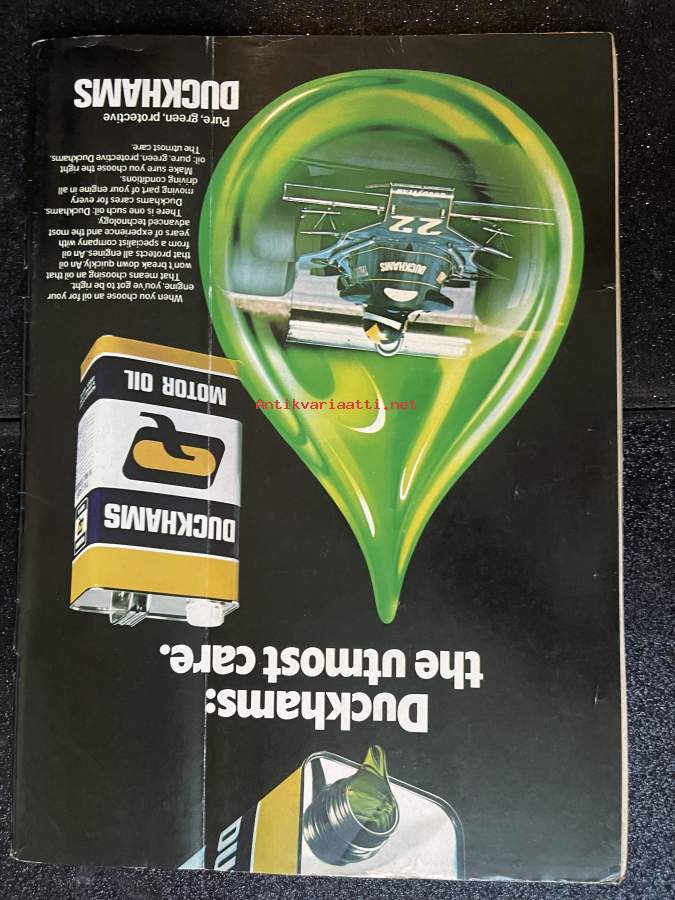 DU
Duckhams:
the utmost care.
DUCKHAMS
MOTOR OIL
GOODYEAR
22
DUCKHAMS
When you choose an oil for your
engine, you've got to be right.
That means choosing an oil that
won't break down quickly. An oil
that protects all engines. An oil
from a specialist company with
years of experience and the most
advanced technology.
There is one such oil: Duckhams.
Duckhams cares for every
moving part of your engine in all
driving conditions.
Make sure you choose the right
oil: pure, green, protective Duckhams.
The utmost care.
Pure, green, protective
DUCKHAMS
Antikvariaatti.net